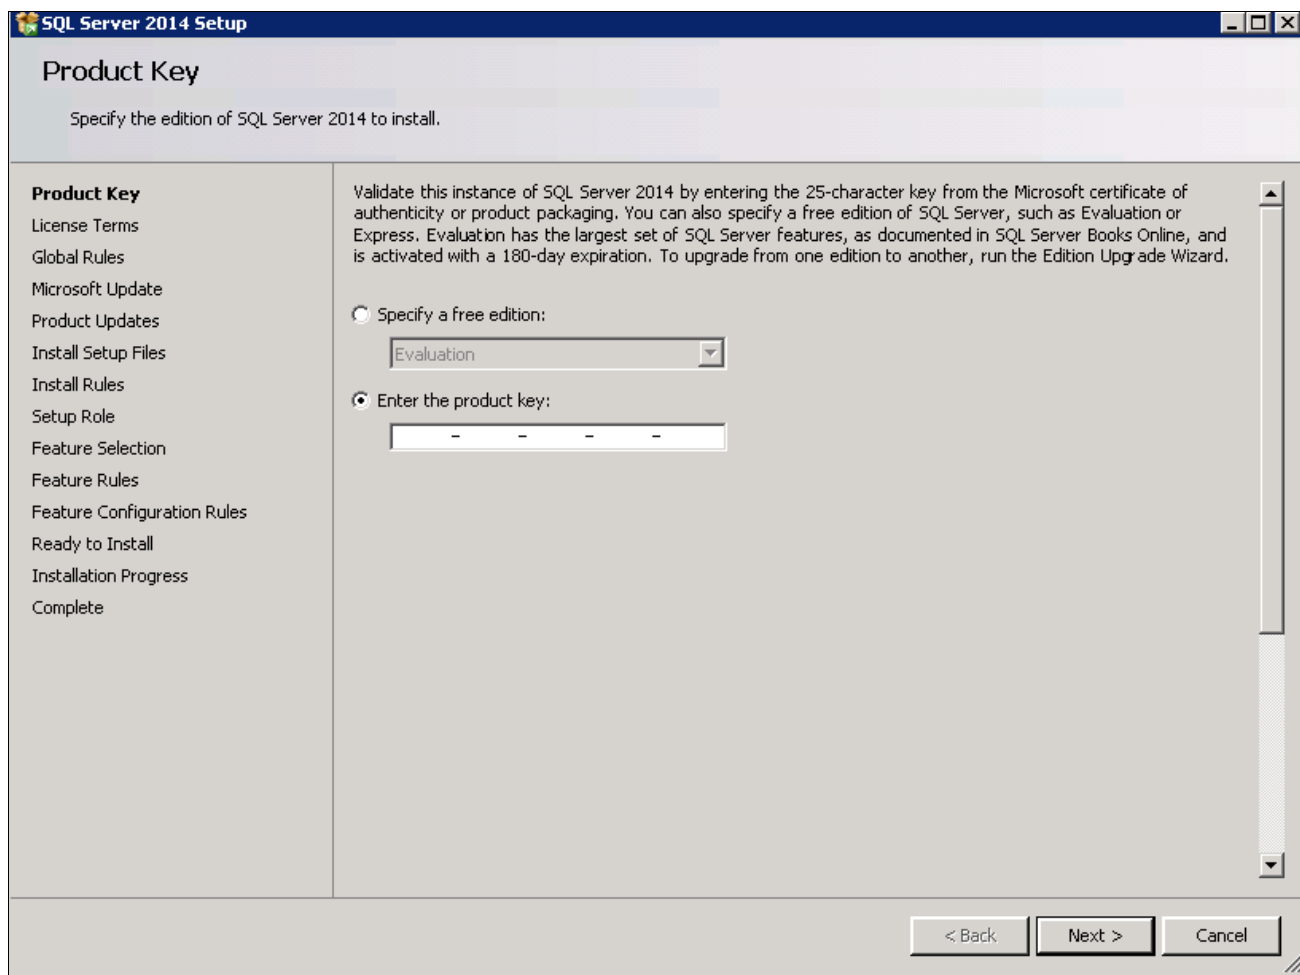 SQL Server 2014 Setup
Product Key
Specify the edition of SQL Server 2014 to install.
Product Key
License Terms
Global Rules
Microsoft Update
Product Updates
Install Setup Files
Install Rules
Setup Role
Feature Selection
Feature Rules
Feature Configuration Rules
Ready to Install
Installation Progress
Complete
Validate this instance of SQL Server 2014 by entering the 25-character key from the Microsoft certificate of
authenticity or product packaging. You can also specify a free edition of SQL Server, such as Evaluation or
Express. Evaluation has the largest set of SQL Server features, as documented in SQL Server Books Online, and
is activated with a 180-day expiration. To upgrade from one edition to another, run the Edition Upgrade Wizard.
Specify a free edition:
Evaluation
Enter the product key:
- - - -
< Back Next > Cancel